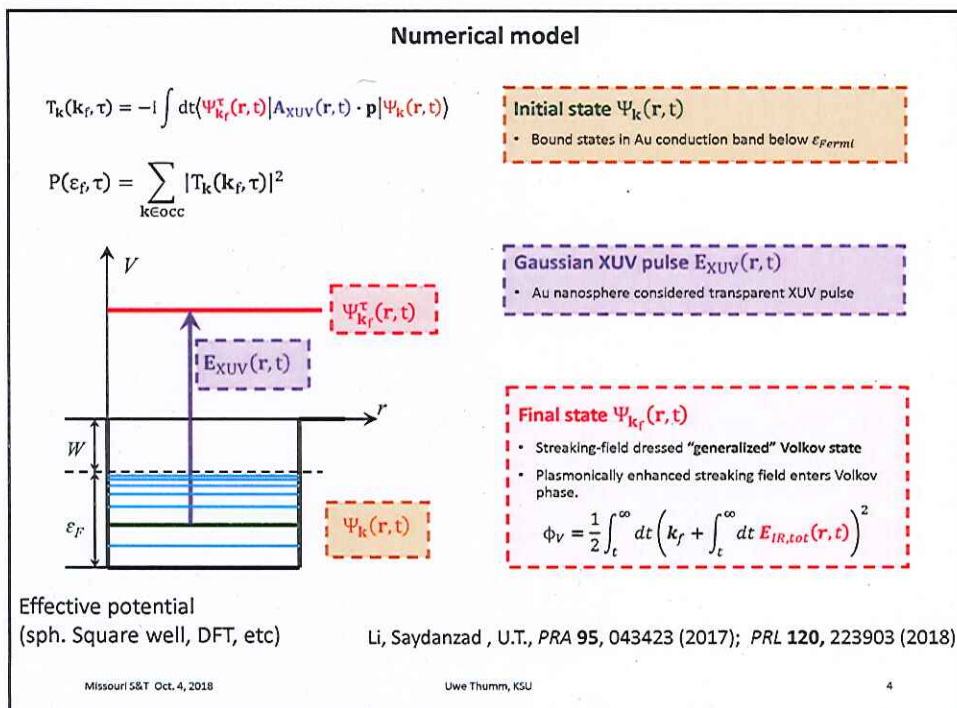 Numerical model
T_k(k_f, τ) = −i ∫ dt⟨Ψ^τ_{k_f}(r, t)|A_XUV(r, t) · p|Ψ_k(r, t)⟩
P(ε_f, τ) = ∑_{k∈occ} |T_k(k_f, τ)|²
V
Ψ^τ_{k_f}(r, t)
E_XUV(r, t)
r
W
ε_F
Ψ_k(r, t)
Effective potential
(sph. Square well, DFT, etc)
Initial state Ψ_k(r, t)
• Bound states in Au conduction band below ε_Fermi
Gaussian XUV pulse E_XUV(r, t)
• Au nanosphere considered transparent XUV pulse
Final state Ψ_{k_f}(r, t)
• Streaking-field dressed "generalized" Volkov state
• Plasmonically enhanced streaking field enters Volkov
phase.
ϕ_V = 1/2 ∫_t^∞ dt (k_f + ∫_t^∞ dt E_{IR,tot}(r, t))²
Li, Saydanzad , U.T., PRA 95, 043423 (2017); PRL 120, 223903 (2018)
Missouri S&T Oct. 4, 2018
Uwe Thumm, KSU
4